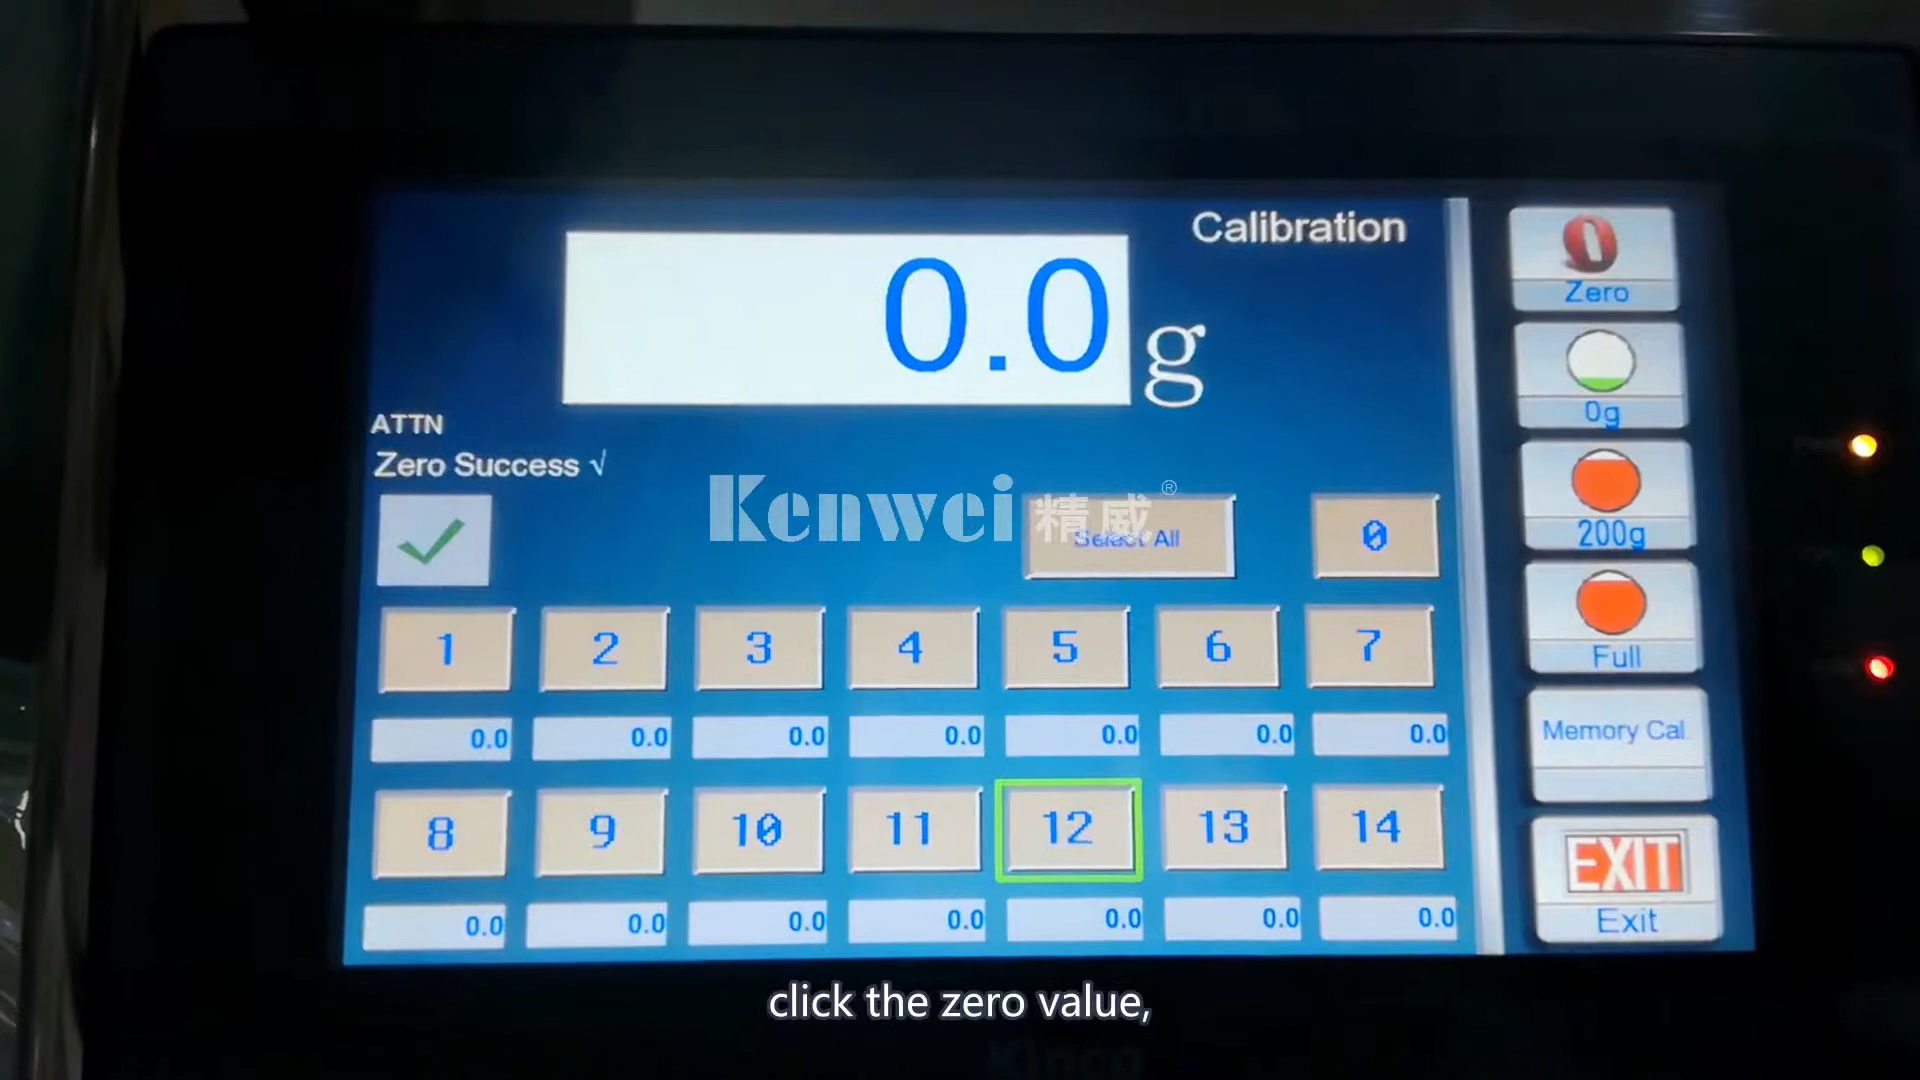 Calibration
0.0 g
ATTN
Zero Success √
Kenwei 精威 ®
Select All
0
1 2 3 4 5 6 7
0.0 0.0 0.0 0.0 0.0 0.0 0.0
8 9 10 11 12 13 14
0.0 0.0 0.0 0.0 0.0 0.0 0.0
0
Zero
0g
200g
Full
Memory Cal
EXIT
Exit
click the zero value,
Kinco